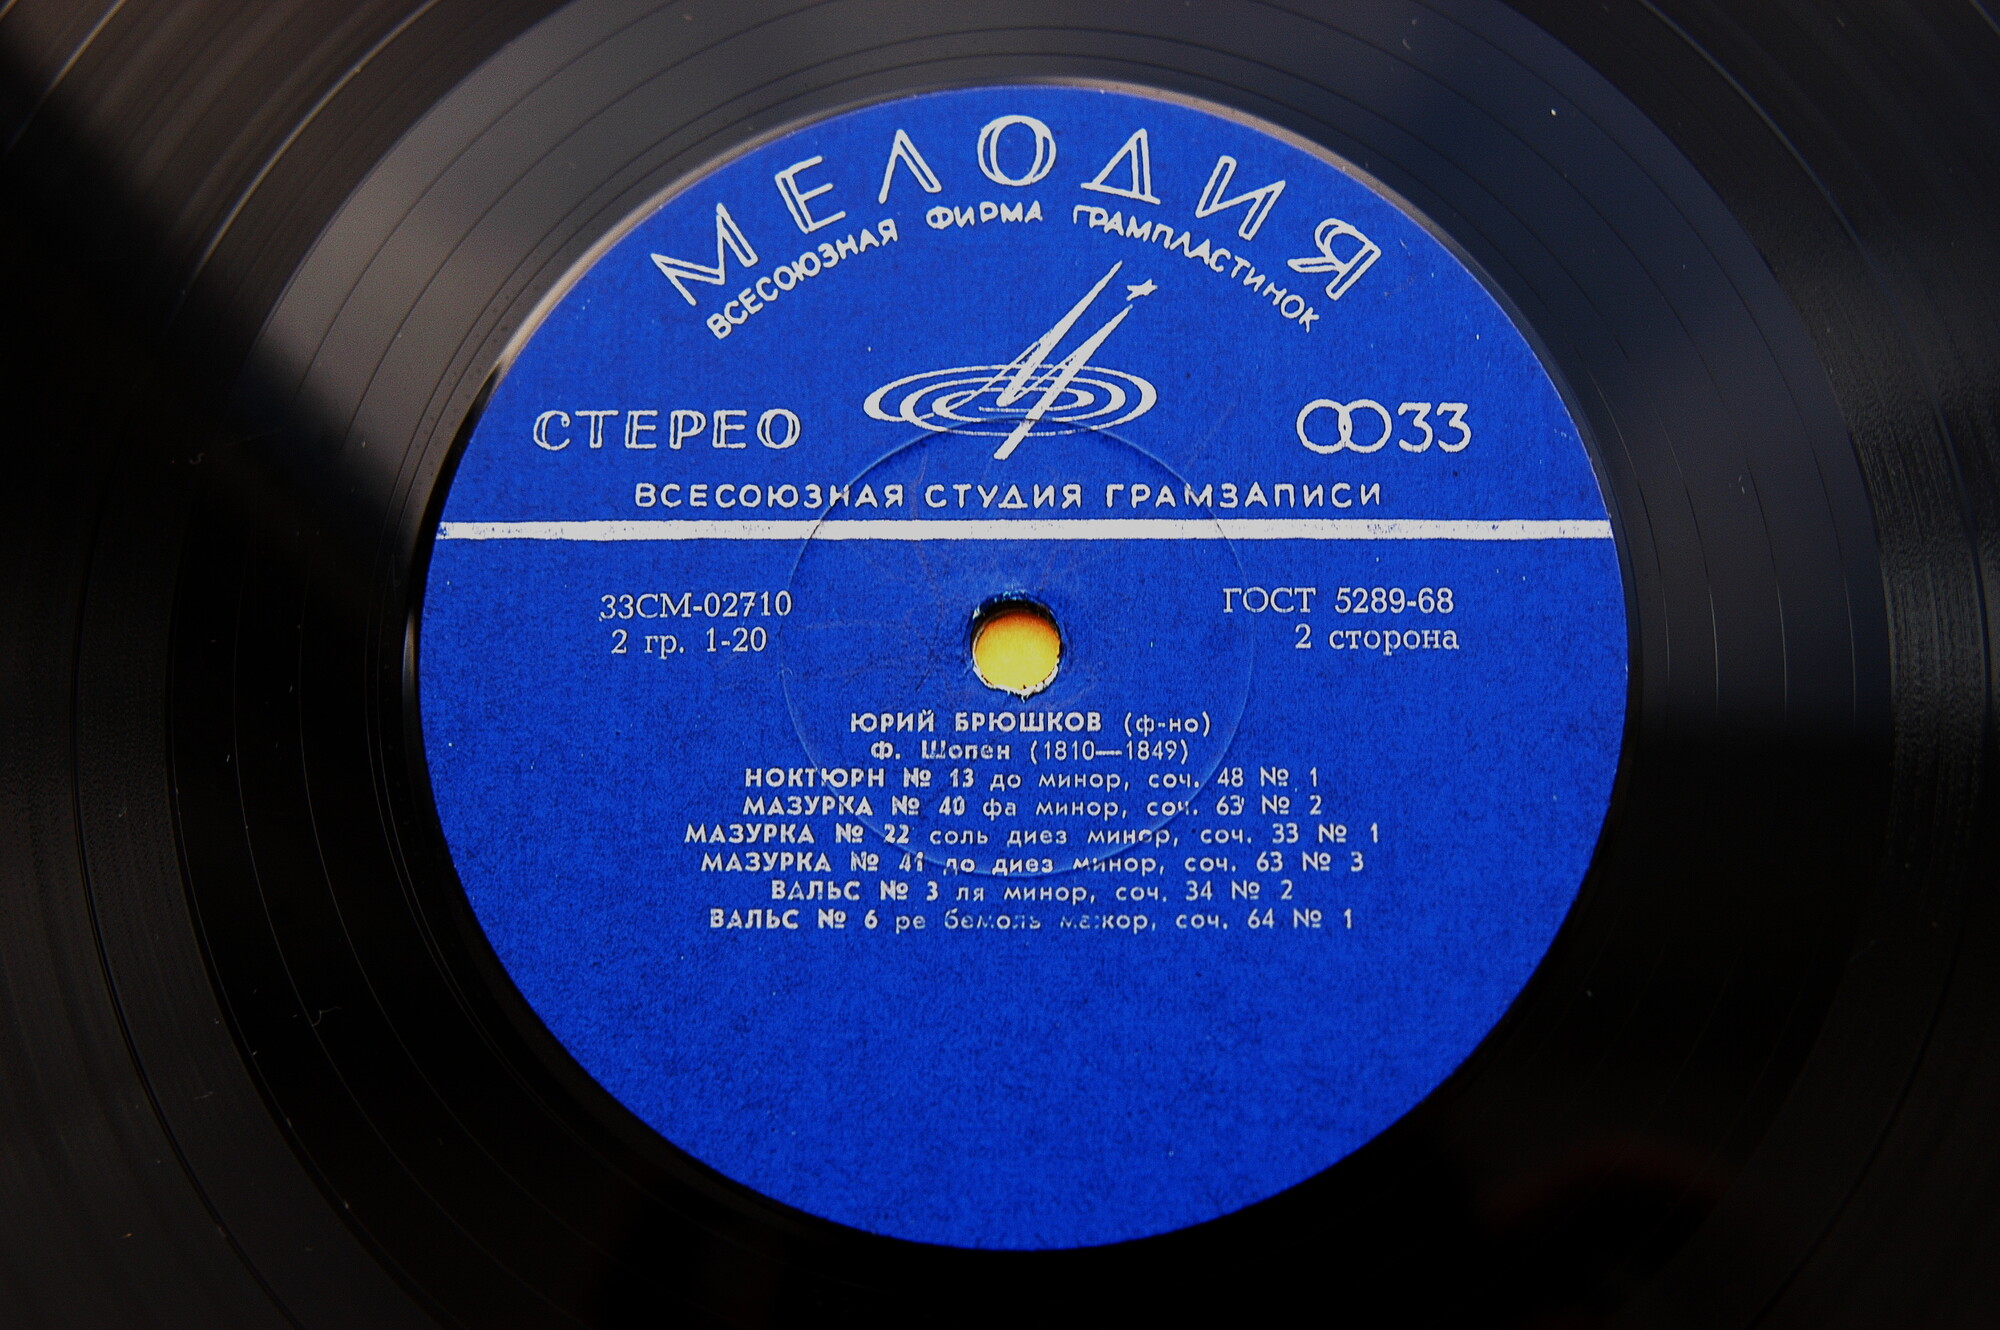 МЕЛОДИЯ
ВСЕСОЮЗНАЯ ФИРМА ГРАМПЛАСТИНОК
СТЕРЕО
33
ВСЕСОЮЗНАЯ СТУДИЯ ГРАМЗАПИСИ
33СМ-02710
ГОСТ 5289-68
2 гр. 1-20
2 сторона
ЮРИЙ БРЮШКОВ (ф-но)
Ф. Шопен (1810—1849)
НОКТЮРН № 13 до минор, соч. 48 № 1
МАЗУРКА № 40 фа минор, соч. 63 № 2
МАЗУРКА № 22 соль диез минор, соч. 33 № 1
МАЗУРКА № 41 до диез минор, соч. 63 № 3
ВАЛЬС № 3 ля минор, соч. 34 № 2
ВАЛЬС № 6 ре бемоль мажор, соч. 64 № 1